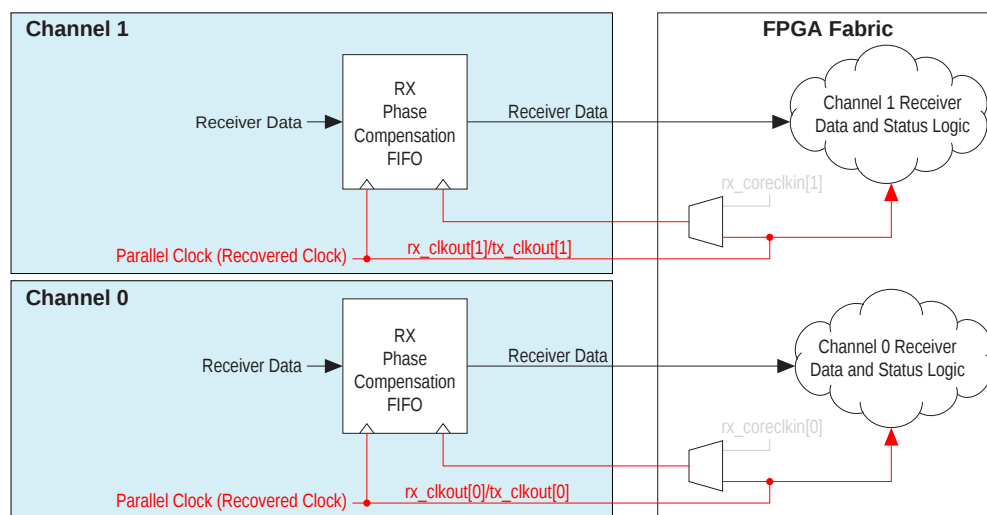 Channel 1
FPGA Fabric
RX
Phase
Compensation
FIFO
Receiver Data
Receiver Data
Channel 1 Receiver
Data and Status Logic
rx_coreclkin[1]
Parallel Clock (Recovered Clock)
rx_clkout[1]/tx_clkout[1]
Channel 0
RX
Phase
Compensation
FIFO
Receiver Data
Receiver Data
Channel 0 Receiver
Data and Status Logic
rx_coreclkin[0]
Parallel Clock (Recovered Clock)
rx_clkout[0]/tx_clkout[0]